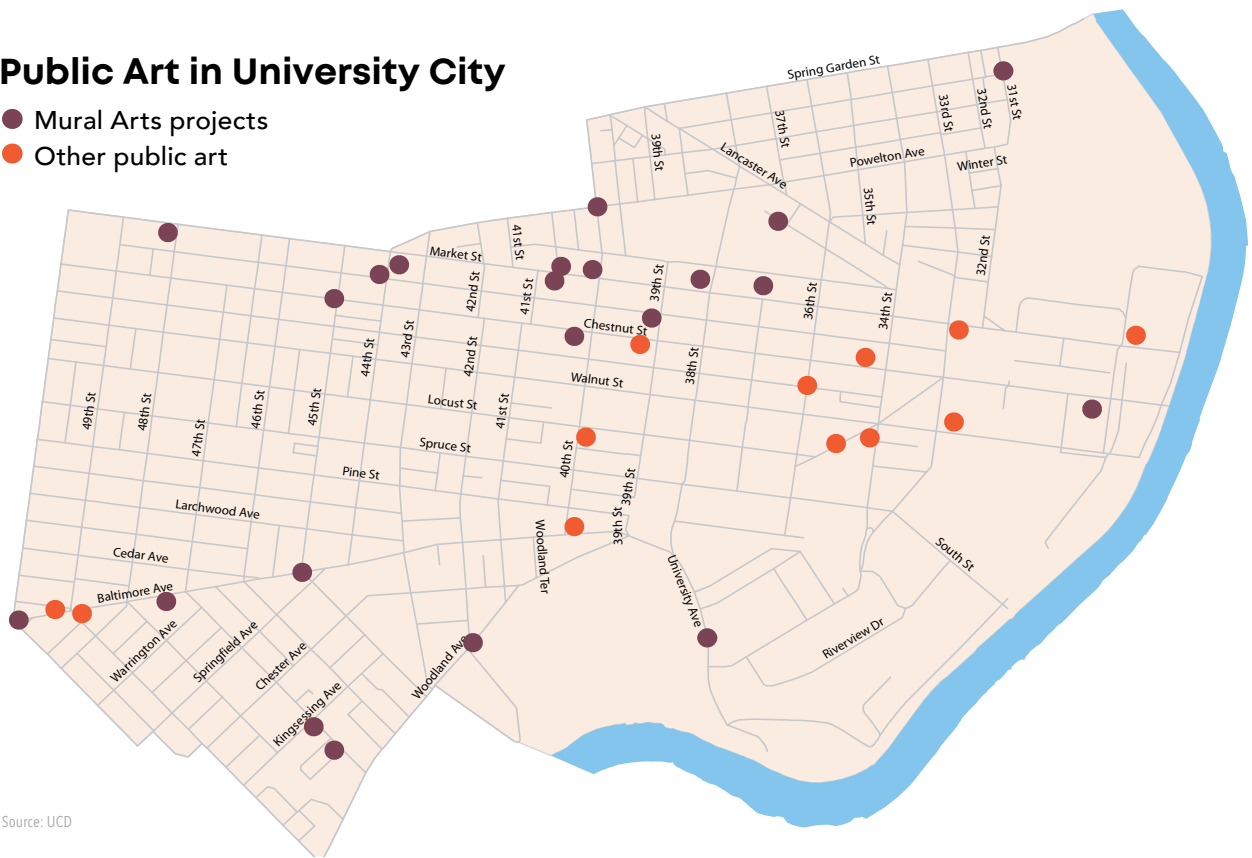 Public Art in University City
Mural Arts projects
Other public art
Spring Garden St
39th St
37th St
33rd St
32nd St
31st St
Lancaster Ave
Powelton Ave
Winter St
35th St
41st St
Market St
32nd St
42nd St
41st St
39th St
36th St
34th St
Chestnut St
43rd St
44th St
42nd St
38th St
Walnut St
49th St
48th St
47th St
46th St
45th St
Locust St
41st St
Spruce St
40th St
Pine St
39th St
Larchwood Ave
39th St
Woodland Ter
Cedar Ave
South St
University Ave
Baltimore Ave
Warrington Ave
Springfield Ave
Chester Ave
Woodland Ave
Riverview Dr
Kingsessing Ave
Source: UCD